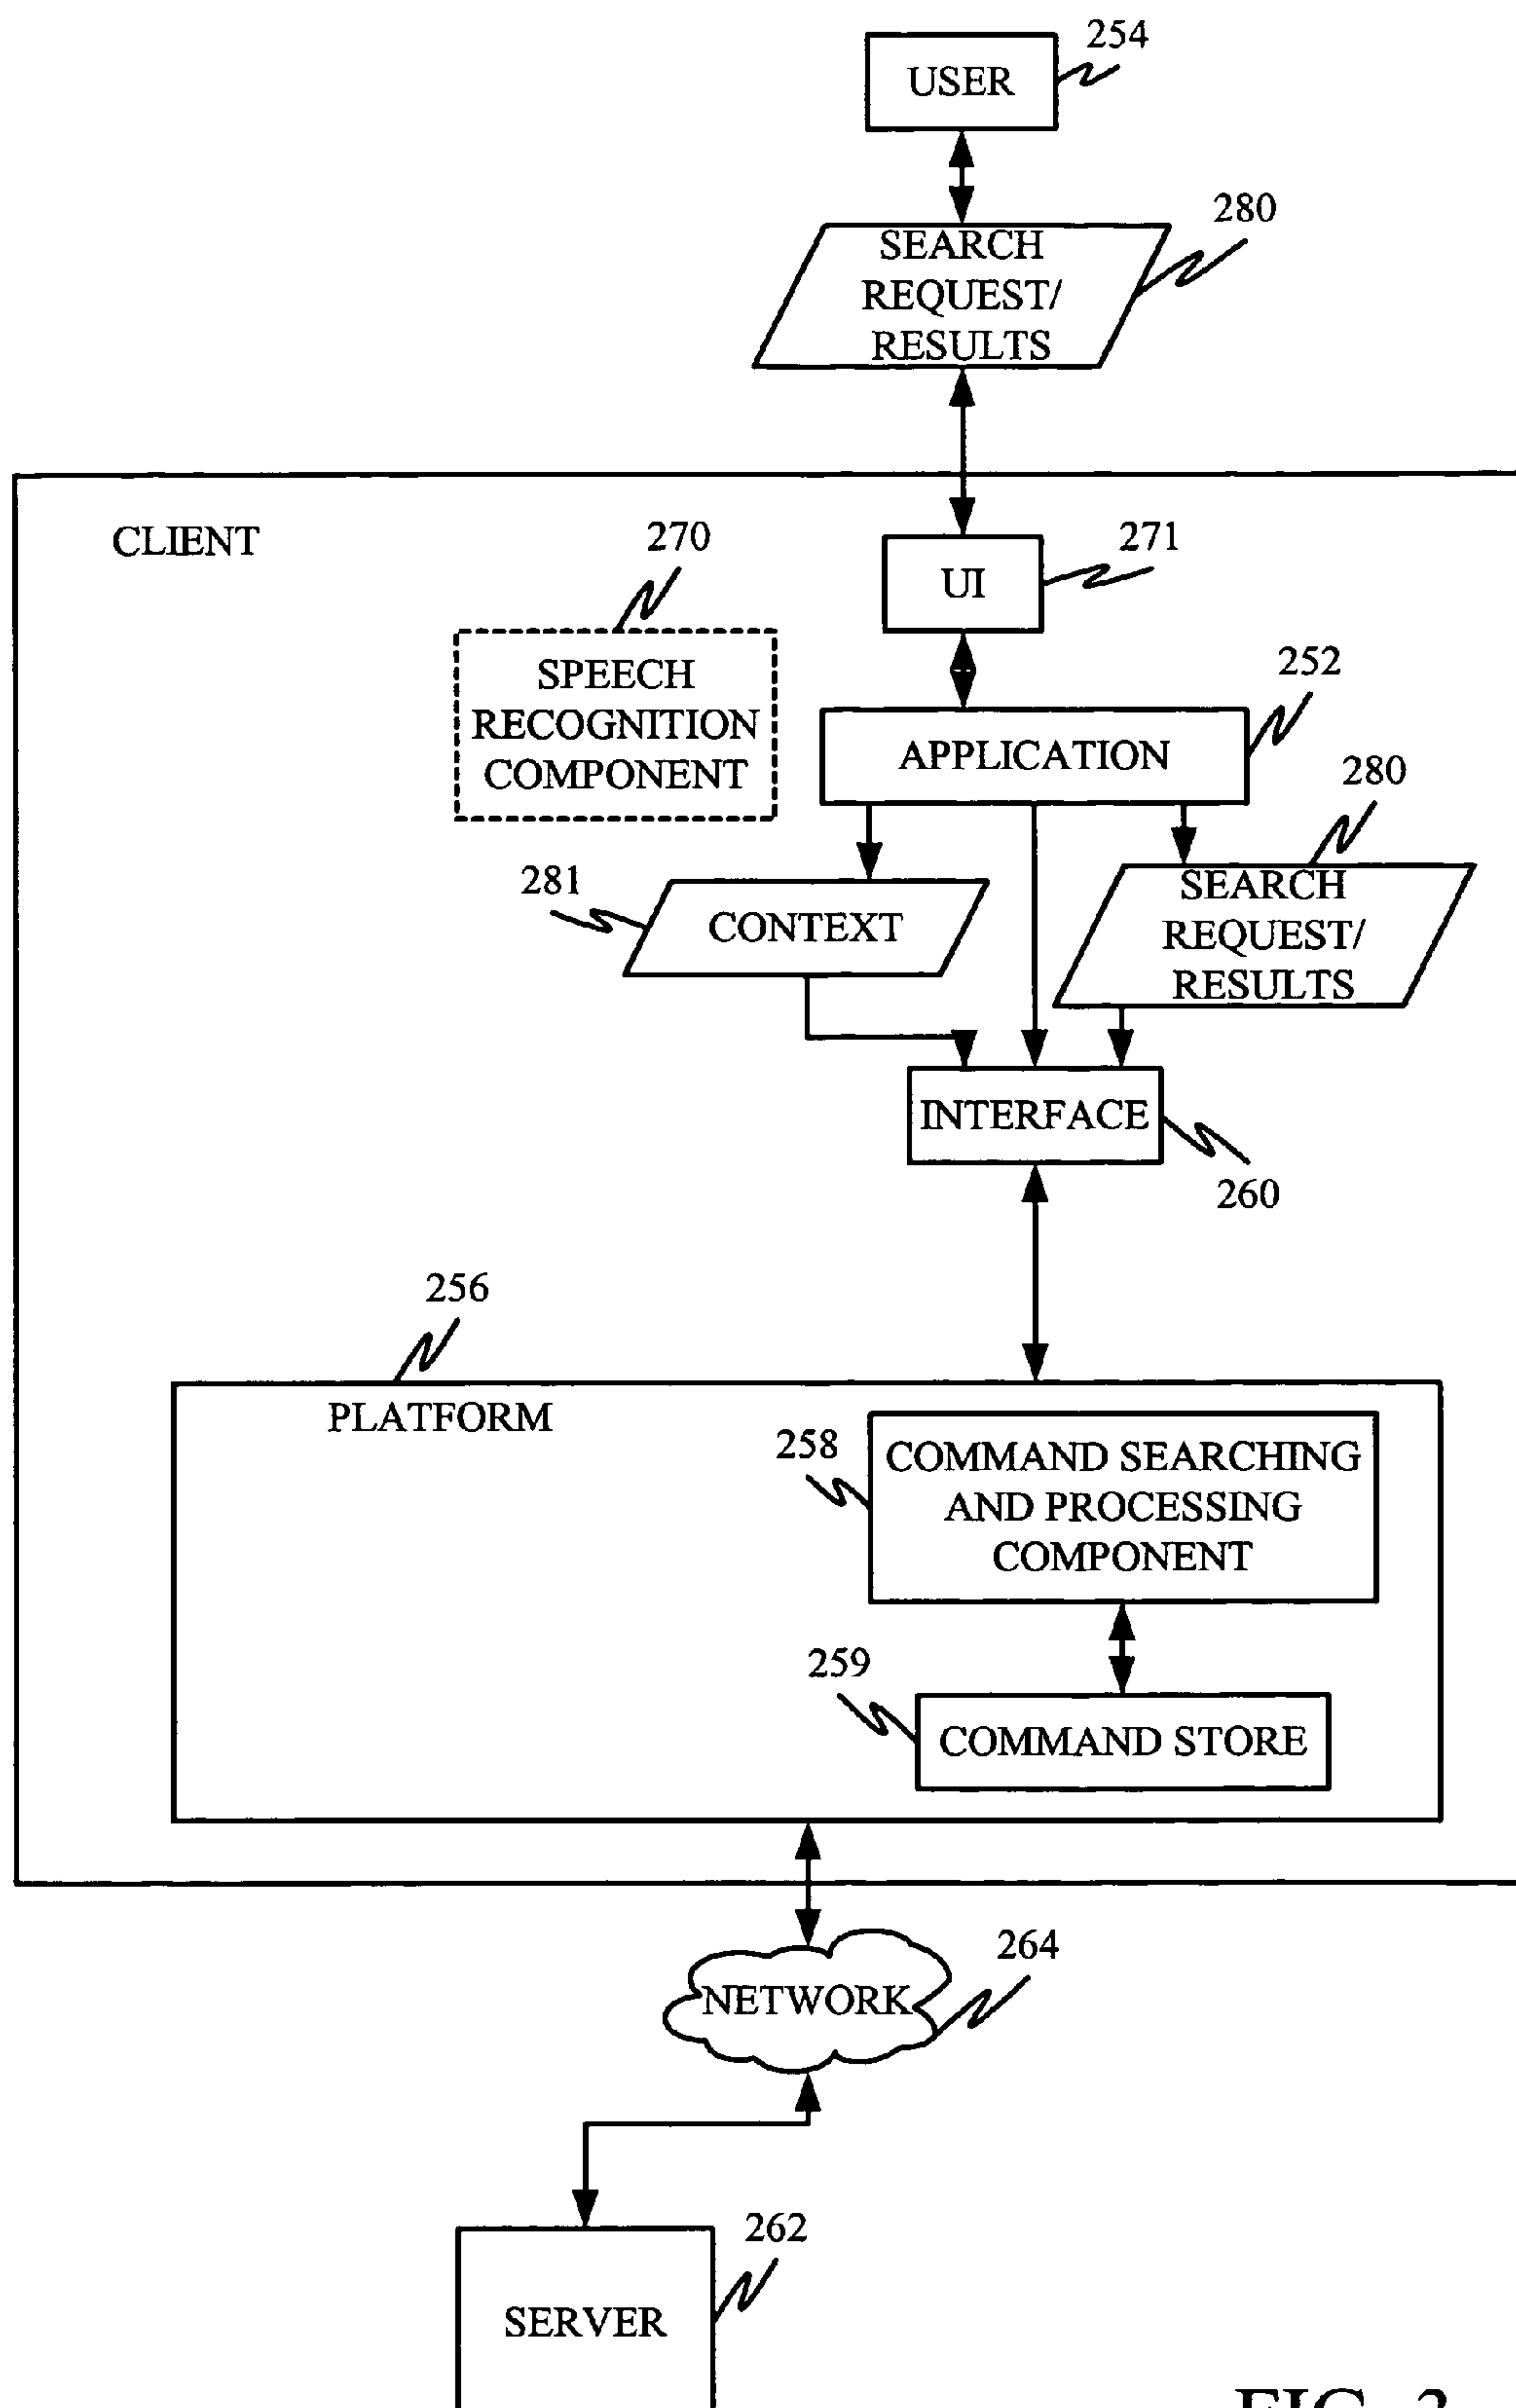 254
USER
280
SEARCH
REQUEST/
RESULTS
CLIENT
270
271
UI
SPEECH
RECOGNITION
COMPONENT
252
APPLICATION
280
281
CONTEXT
SEARCH
REQUEST/
RESULTS
INTERFACE
260
256
PLATFORM
258
COMMAND SEARCHING
AND PROCESSING
COMPONENT
259
COMMAND STORE
264
NETWORK
262
SERVER